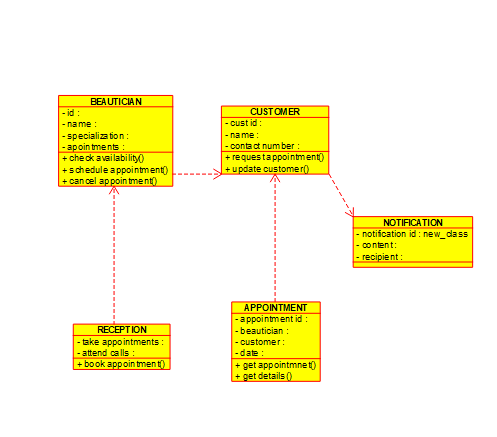 BEAUTICIAN
- id :
- name :
- specialization :
- apointments :
+ check availability()
+ schedule appointment()
+ cancel appointment()
CUSTOMER
- cust id :
- name :
- contact number :
+ request appointment()
+ update customer()
NOTIFICATION
- notification id : new_class
- content :
- recipient :
RECEPTION
- take appointments :
- attend calls :
+ book appointment()
APPOINTMENT
- appointment id :
- beautician :
- customer :
- date :
+ get appointmnet()
+ get details()